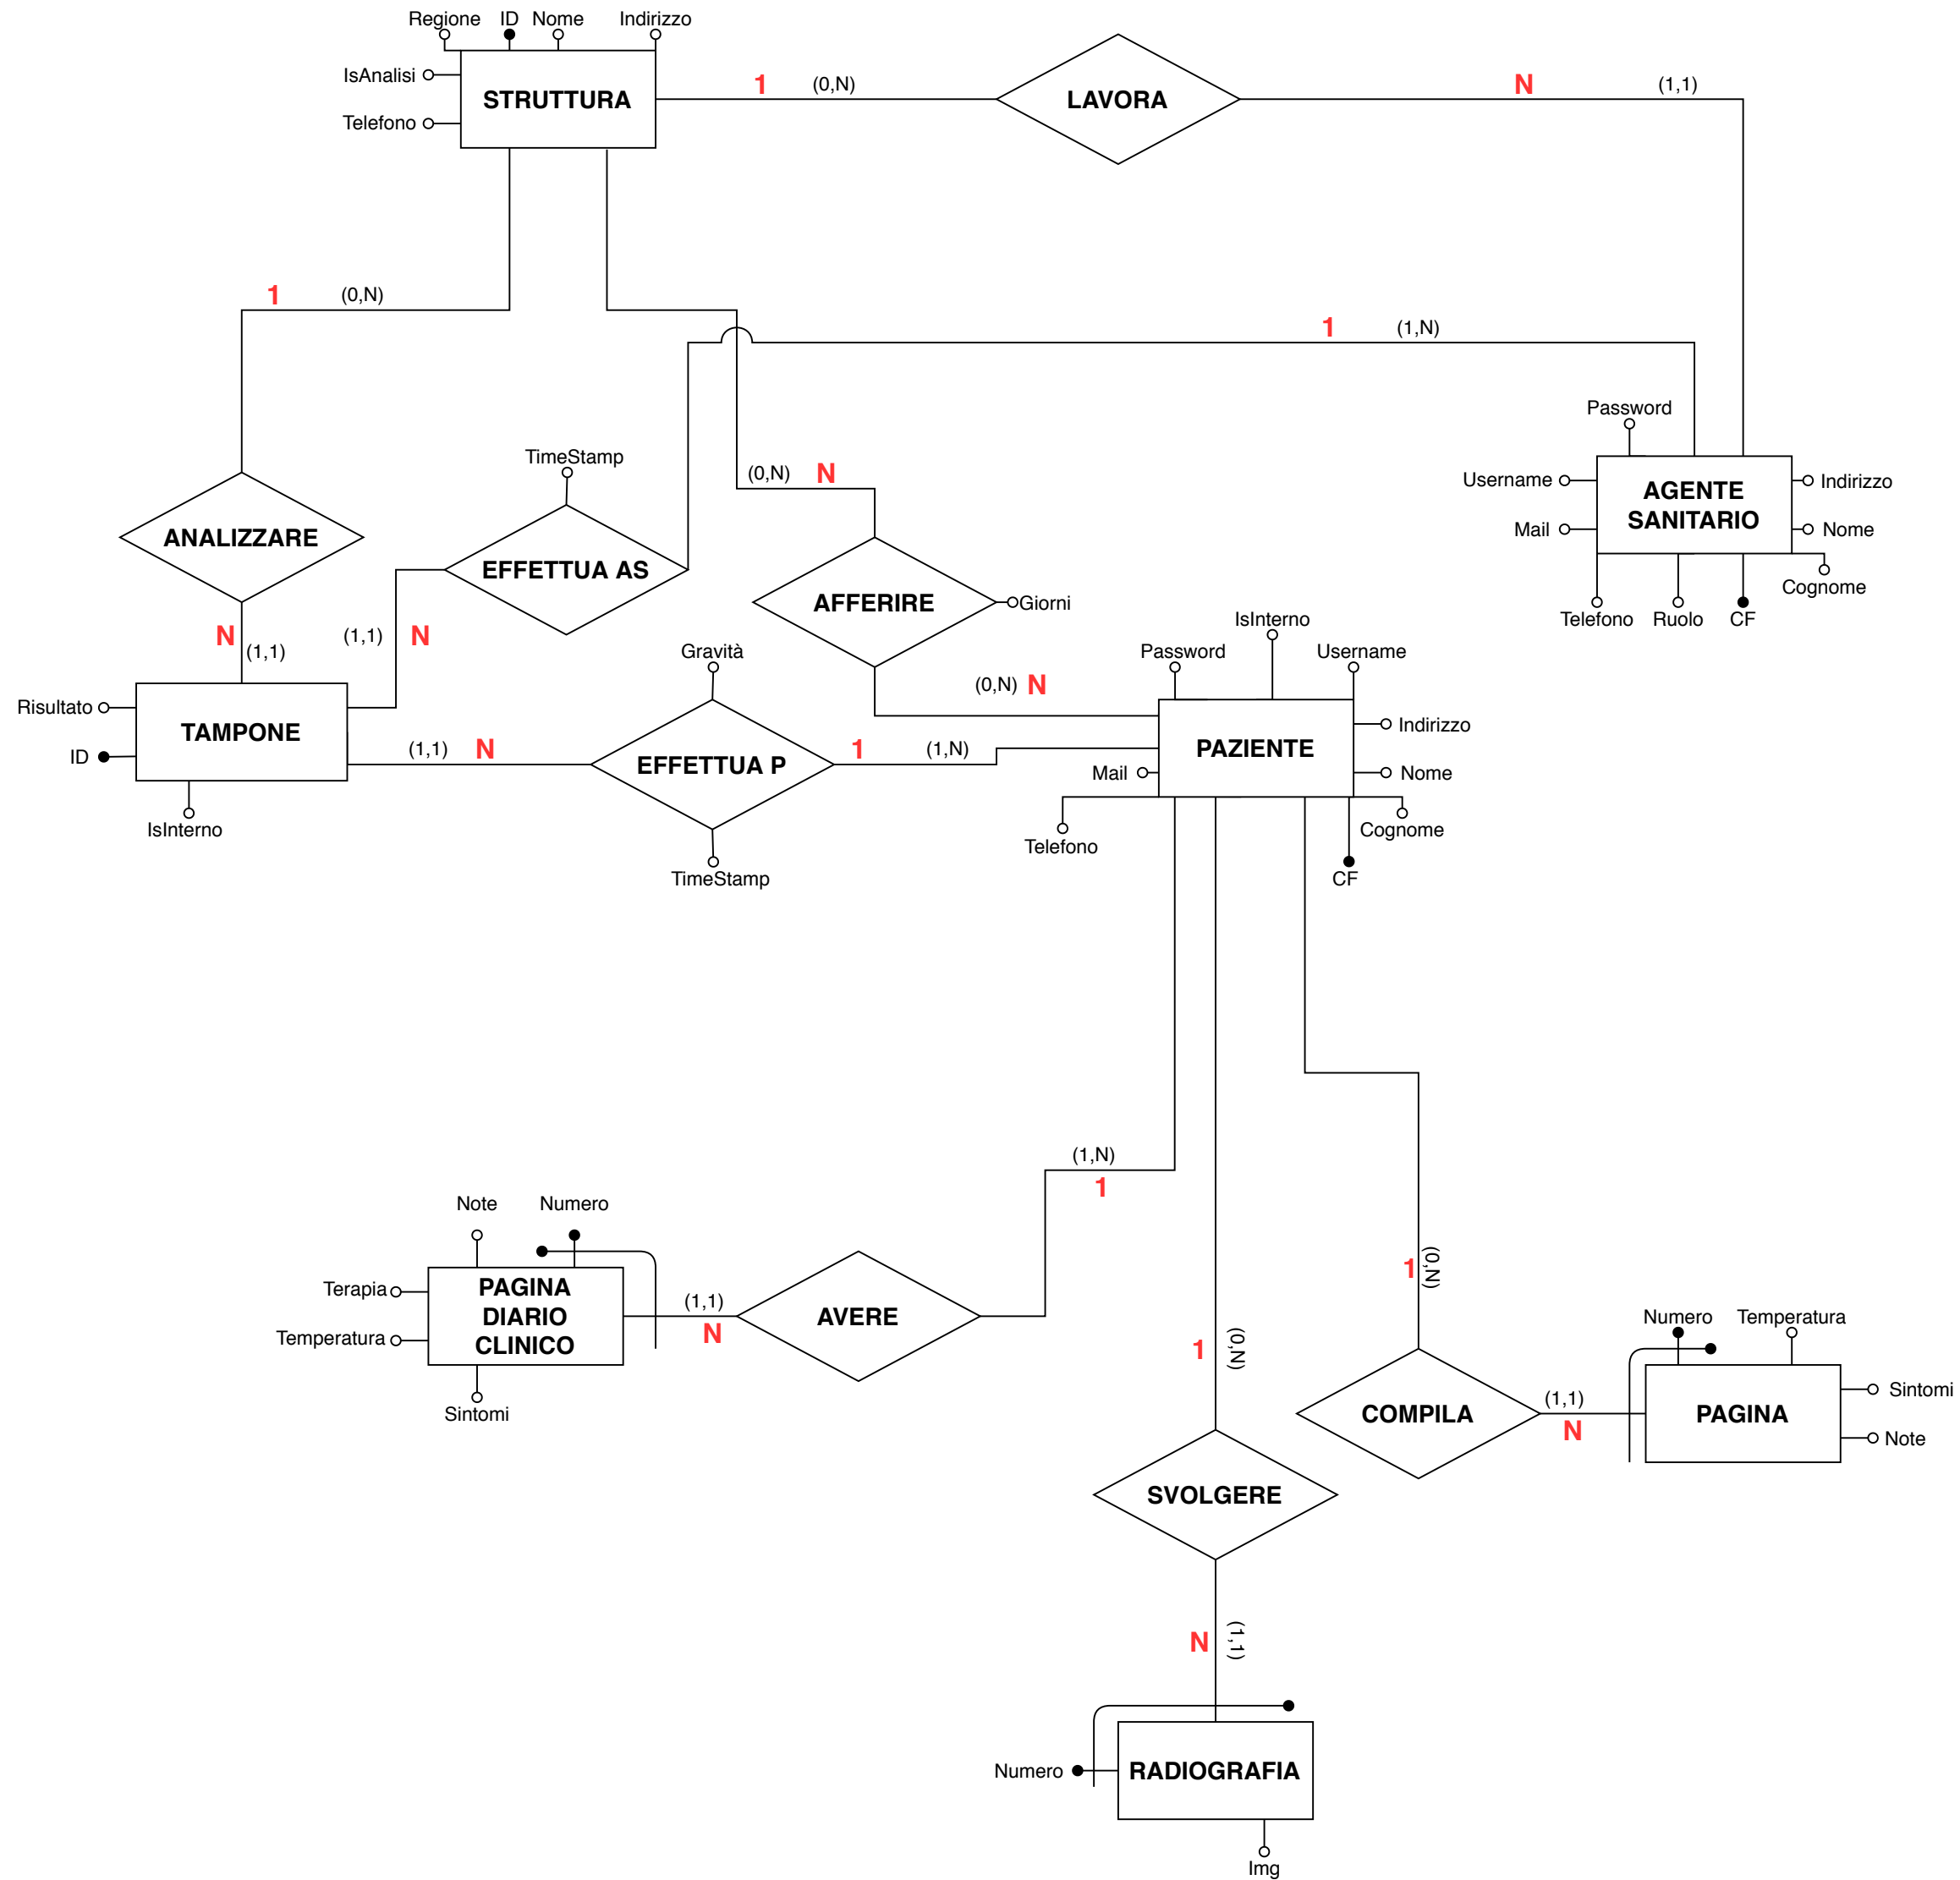 Regione
ID
Nome
Indirizzo
IsAnalisi
Telefono
STRUTTURA
1
(0,N)
LAVORA
N
(1,1)
1
(0,N)
1
(1,N)
Password
Username
Mail
AGENTE
SANITARIO
Indirizzo
Nome
Cognome
Telefono
Ruolo
CF
TimeStamp
(0,N)
N
ANALIZZARE
EFFETTUA AS
AFFERIRE
Giorni
N
(1,1)
(1,1)
N
Gravità
(0,N)
N
Password
IsInterno
Username
Risultato
TAMPONE
ID
IsInterno
(1,1)
N
EFFETTUA P
1
(1,N)
TimeStamp
PAZIENTE
Indirizzo
Mail
Nome
Telefono
Cognome
CF
(1,N)
1
Note
Numero
Terapia
Temperatura
PAGINA
DIARIO
CLINICO
Sintomi
(1,1)
N
AVERE
1
(0,N)
1
(0,N)
Numero
Temperatura
COMPILA
(1,1)
N
PAGINA
Sintomi
Note
SVOLGERE
N
(1,1)
Numero
RADIOGRAFIA
Img